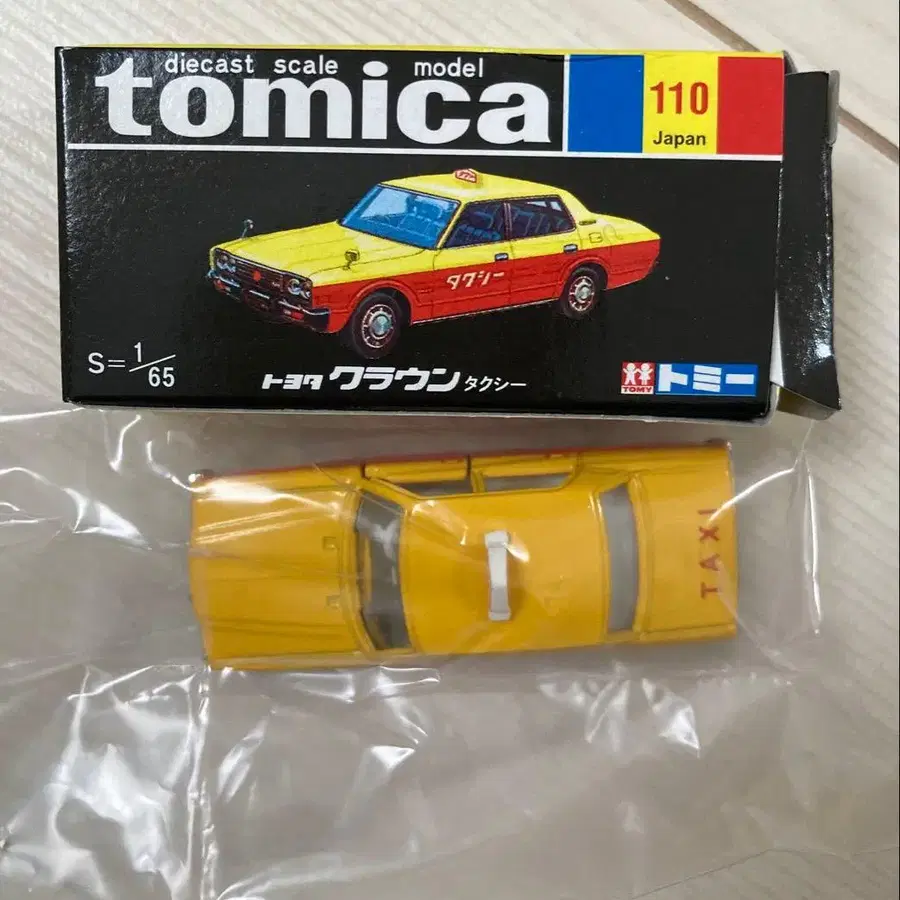 diecast scale model
tomica
110
Japan
タクシー
S=1/65
トヨタ クラウン タクシー
TOMY
トミー
TAXI